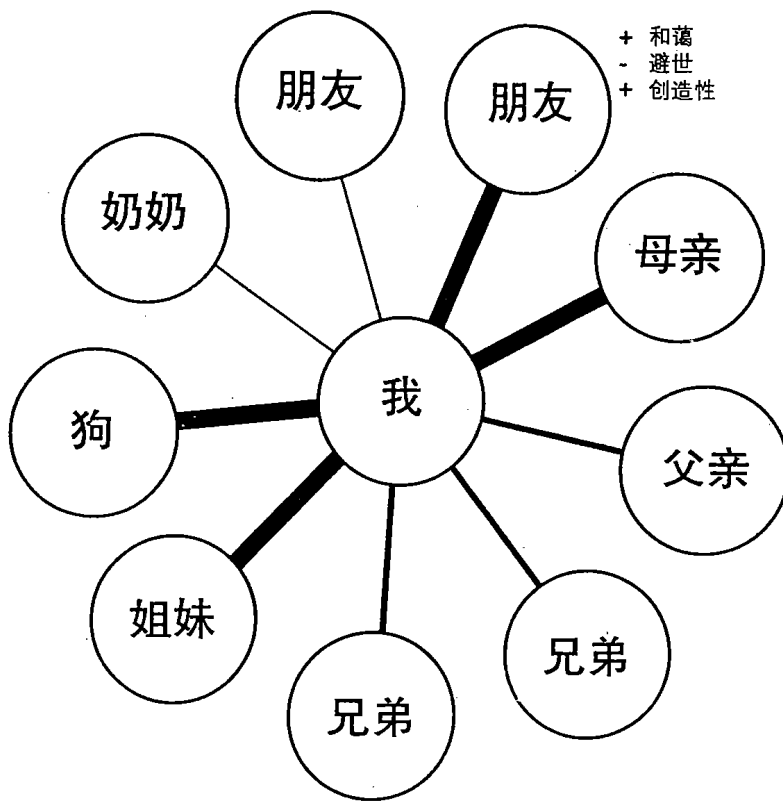 朋友
朋友
+ 和蔼
- 避世
+ 创造性
奶奶
母亲
我
狗
父亲
姐妹
兄弟
兄弟